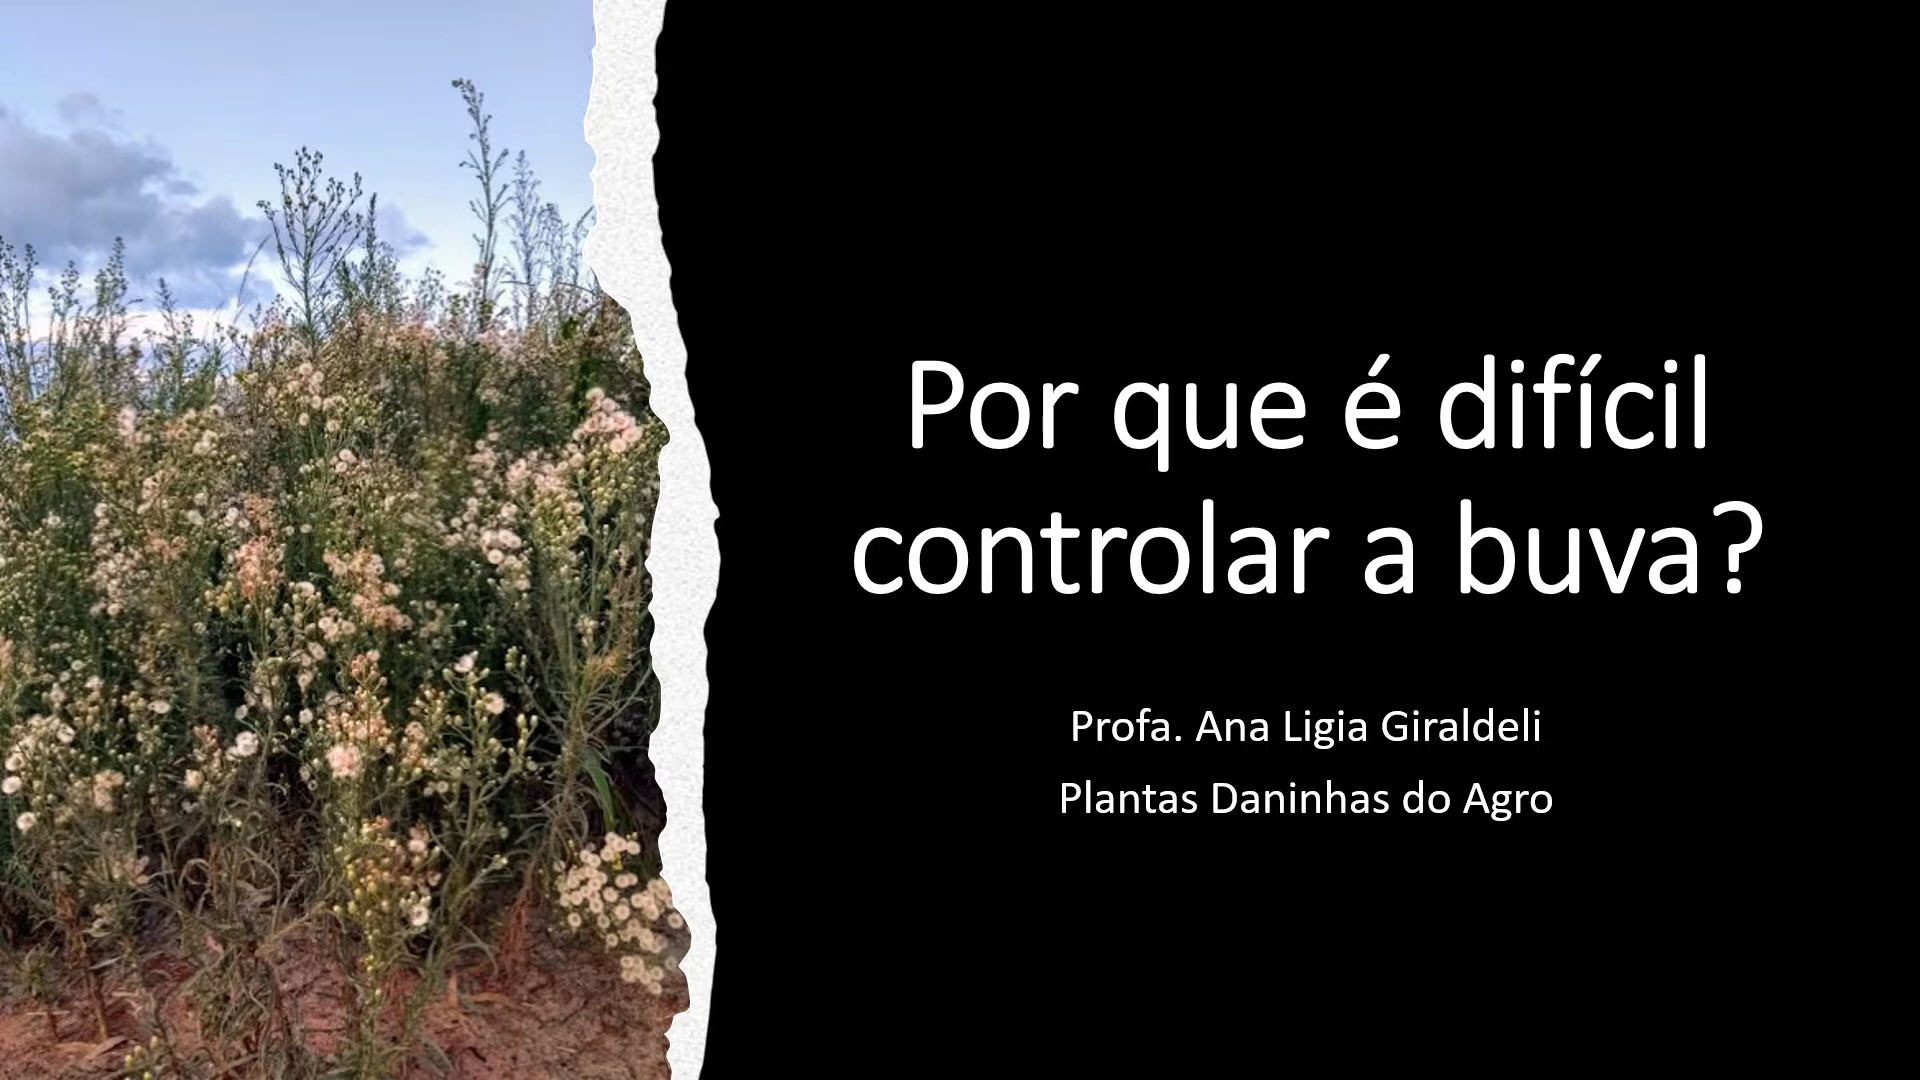 Por que é difícil
controlar a buva?
Profa. Ana Ligia Giraldeli
Plantas Daninhas do Agro